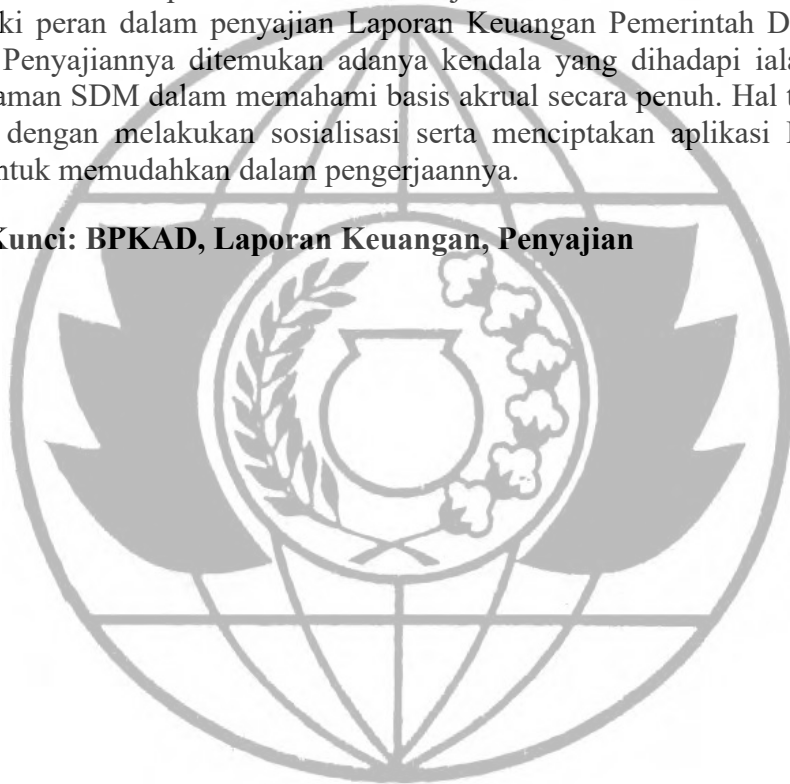 ki peran dalam penyajian Laporan Keuangan Pemerintah D
Penyajiannya ditemukan adanya kendala yang dihadapi ial
aman SDM dalam memahami basis akrual secara penuh. Hal t
dengan melakukan sosialisasi serta menciptakan aplikasi
ntuk memudahkan dalam pengerjaannya.
Kunci: BPKAD, Laporan Keuangan, Penyajian